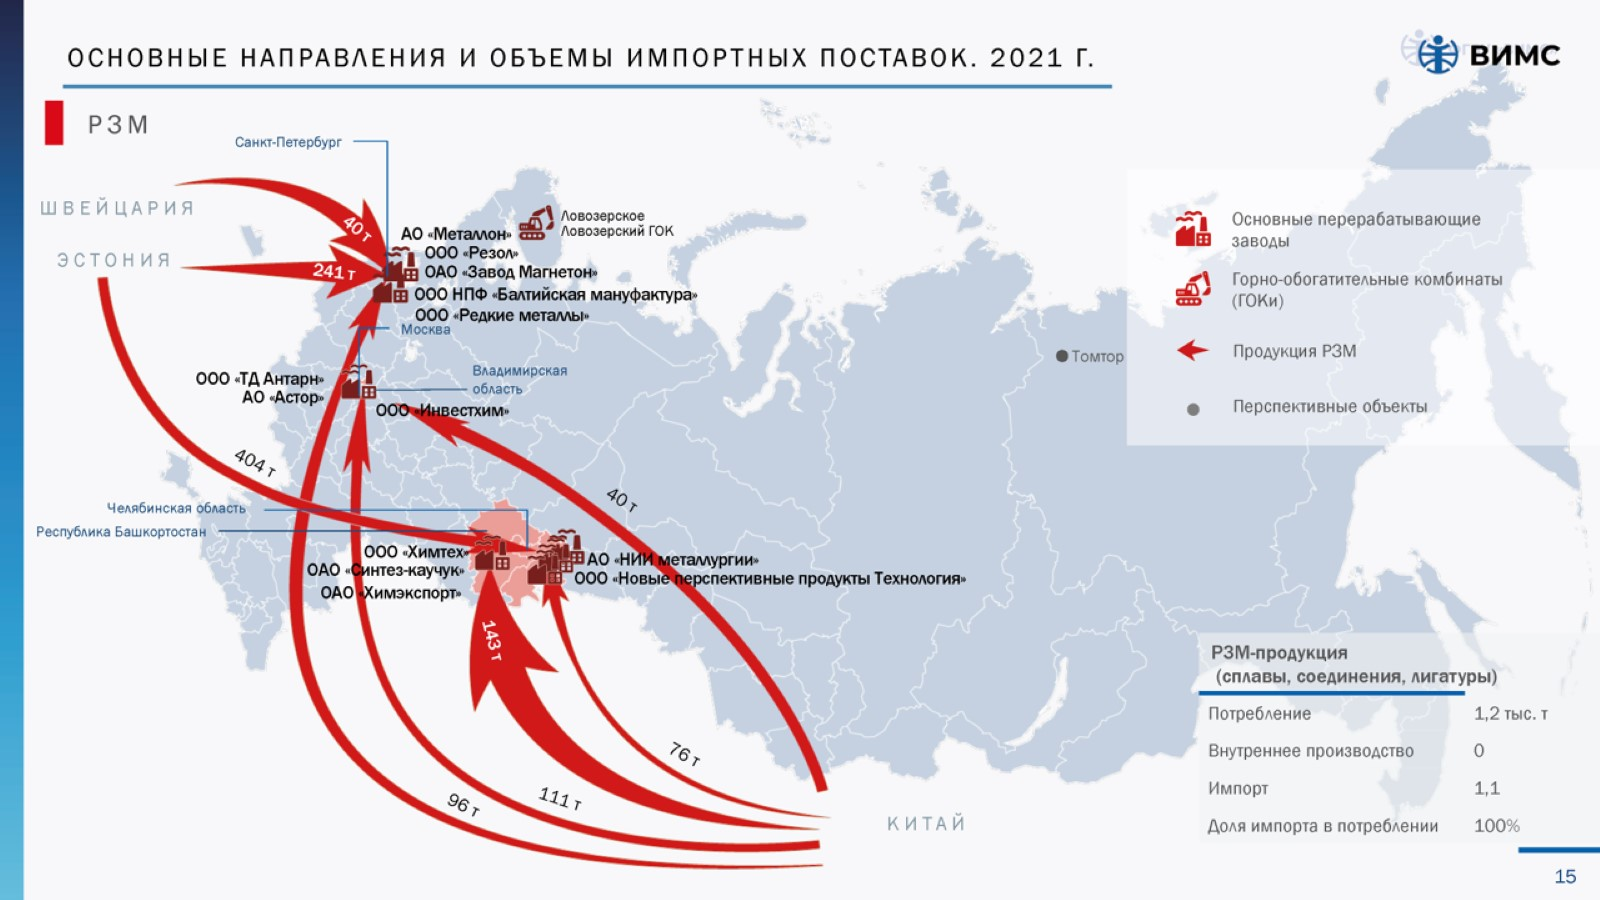 ОСНОВНЫЕ НАПРАВЛЕНИЯ И ОБЪЕМЫ ИМПОРТНЫХ ПОСТАВОК. 2021 Г.
ВИМС
РЗМ
Санкт-Петербург
ШВЕЙЦАРИЯ
ЭСТОНИЯ
40 т
241 т
АО «Металлон»
ООО «Резол»
ОАО «Завод Магнетон»
ООО НПФ «Балтийская мануфактура»
ООО «Редкие металлы»
Ловозерское
Ловозерский ГОК
Москва
ООО «ТД Антарн»
АО «Астор»
Владимирская
область
ООО «Инвестхим»
404 т
40 т
Челябинская область
Республика Башкортостан
ООО «Химтех»
ОАО «Синтез-каучук»
ОАО «Химэкспорт»
АО «НИИ металлургии»
ООО «Новые перспективные продукты Технология»
143 т
76 т
111 т
96 т
КИТАЙ
Томтор
Основные перерабатывающие
заводы
Горно-обогатительные комбинаты
(ГОКи)
Продукция РЗМ
Перспективные объекты
РЗМ-продукция
(сплавы, соединения, лигатуры)
Потребление 1,2 тыс. т
Внутреннее производство 0
Импорт 1,1
Доля импорта в потреблении 100%
15